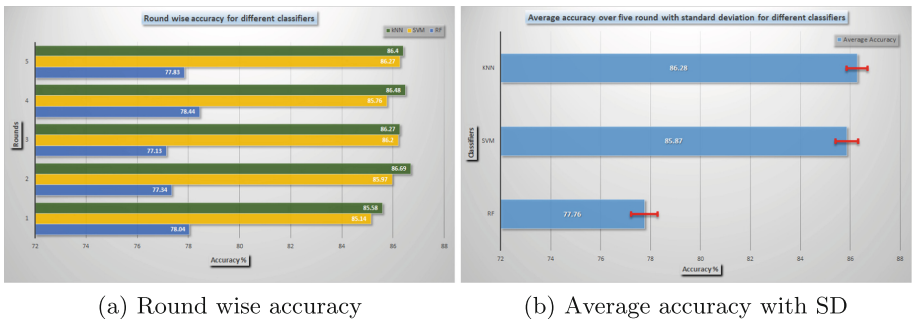 Round wise accuracy for different classifiers
kNN SVM RF
5
86.4
86.27
77.83
4
86.48
85.76
78.44
Rounds
3
86.27
86.2
77.13
2
86.69
85.97
77.34
1
85.58
85.14
78.04
72 74 76 78 80 82 84 86 88
Accuracy %
(a) Round wise accuracy
Average accuracy over five round with standard deviation for different classifiers
Average Accuracy
KNN
86.28
Classifiers
SVM
85.87
RF
77.76
72 74 76 78 80 82 84 86 88
Accuracy %
(b) Average accuracy with SD